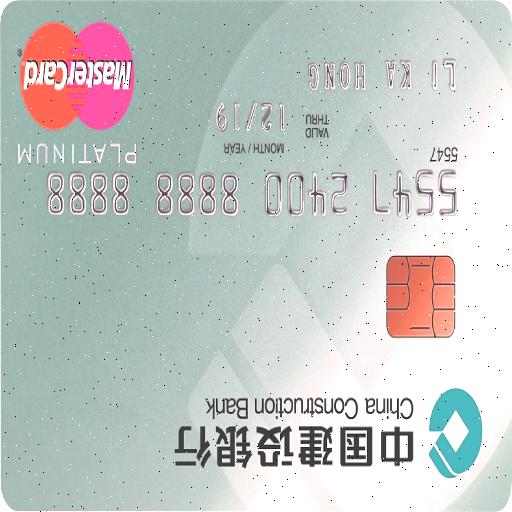 中国建设银行
China Construction Bank
5547 2400 8888 8888
5547
PLATINUM
MONTH / YEAR
VALID THRU 12/19
LI KA HONG
MasterCard
®